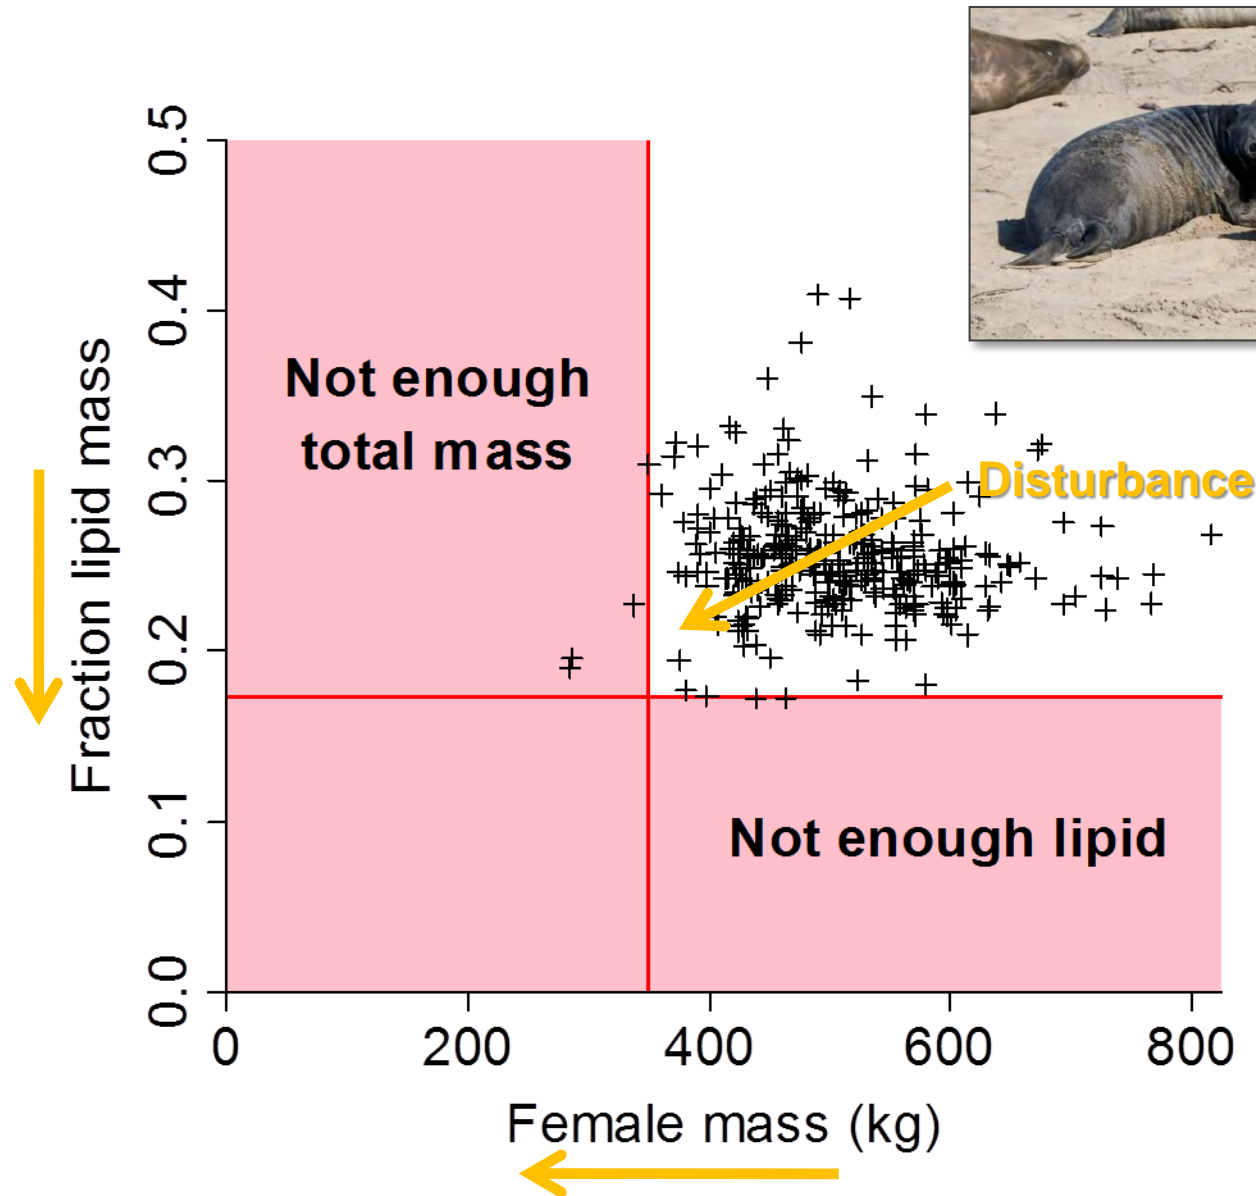 0.5
0.4
0.3
0.2
0.1
0.0
Fraction lipid mass
Not enough
total mass
Disturbance
Not enough lipid
0 200 400 600 800
Female mass (kg)